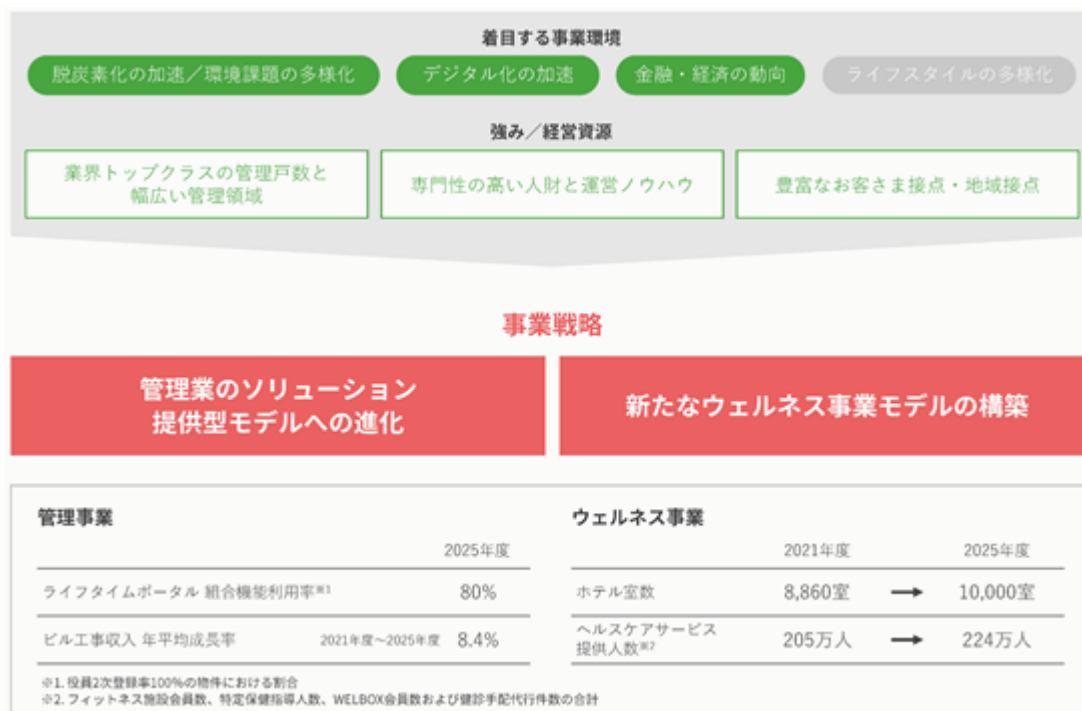 着目する事業環境
脱炭素化の加速／環境課題の多様化
デジタル化の加速
金融・経済の動向
ライフスタイルの多様化
強み／経営資源
業界トップクラスの管理戸数と
幅広い管理領域
専門性の高い人財と運営ノウハウ
豊富なお客さま接点・地域接点
事業戦略
管理業のソリューション
提供型モデルへの進化
新たなウェルネス事業モデルの構築
管理事業
2025年度
ライフタイムポータル 組合機能利用率※1 80%
ビル工事収入 年平均成長率 2021年度～2025年度 8.4%
ウェルネス事業
2021年度 2025年度
ホテル室数 8,860室 → 10,000室
ヘルスケアサービス
提供人数※2 205万人 → 224万人
※1. 役員2次登録率100%の物件における割合
※2. フィットネス施設会員数、特定保健指導人数、WELBOX会員数および健診手配代行件数の合計